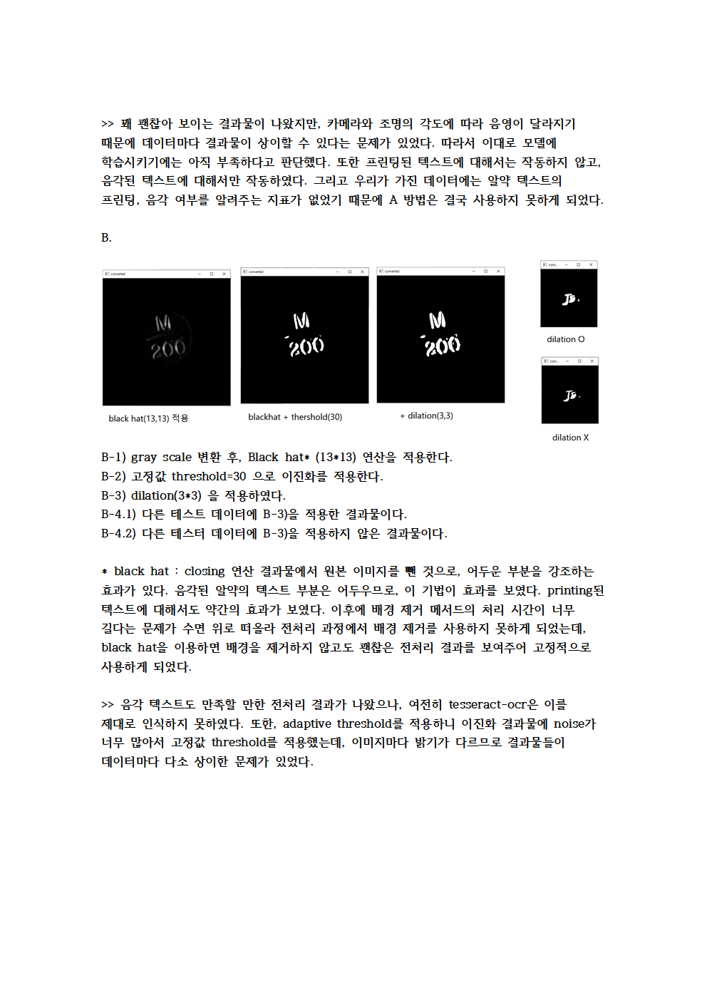 >> 꽤 괜찮아 보이는 결과물이 나왔지만, 카메라와 조명의 각도에 따라 음영이 달라지기
때문에 데이터마다 결과물이 상이할 수 있다는 문제가 있었다. 따라서 이대로 모델에
학습시키기에는 아직 부족하다고 판단했다. 또한 프린팅된 텍스트에 대해서는 작동하지 않고,
음각된 텍스트에 대해서만 작동하였다. 그리고 우리가 가진 데이터에는 알약 텍스트의
프린팅, 음각 여부를 알려주는 지표가 없었기 때문에 A 방법은 결국 사용하지 못하게 되었다.
B.
converted
converted
converted
conv...
M
200
M
200
M
200
JB.
dilation O
conv...
JB.
dilation X
black hat(13,13) 적용
blackhat + thershold(30)
+ dilation(3,3)
B-1) gray scale 변환 후, Black hat* (13*13) 연산을 적용한다.
B-2) 고정값 threshold=30 으로 이진화를 적용한다.
B-3) dilation(3*3) 을 적용하였다.
B-4.1) 다른 테스트 데이터에 B-3)을 적용한 결과물이다.
B-4.2) 다른 테스터 데이터에 B-3)을 적용하지 않은 결과물이다.
* black hat : closing 연산 결과물에서 원본 이미지를 뺀 것으로, 어두운 부분을 강조하는
효과가 있다. 음각된 알약의 텍스트 부분은 어두우므로, 이 기법이 효과를 보였다. printing된
텍스트에 대해서도 약간의 효과가 보였다. 이후에 배경 제거 메서드의 처리 시간이 너무
길다는 문제가 수면 위로 떠올라 전처리 과정에서 배경 제거를 사용하지 못하게 되었는데,
black hat을 이용하면 배경을 제거하지 않고도 괜찮은 전처리 결과를 보여주어 고정적으로
사용하게 되었다.
>> 음각 텍스트도 만족할 만한 전처리 결과가 나왔으나, 여전히 tesseract-ocr은 이를
제대로 인식하지 못하였다. 또한, adaptive threshold를 적용하니 이진화 결과물에 noise가
너무 많아서 고정값 threshold를 적용했는데, 이미지마다 밝기가 다르므로 결과물들이
데이터마다 다소 상이한 문제가 있었다.